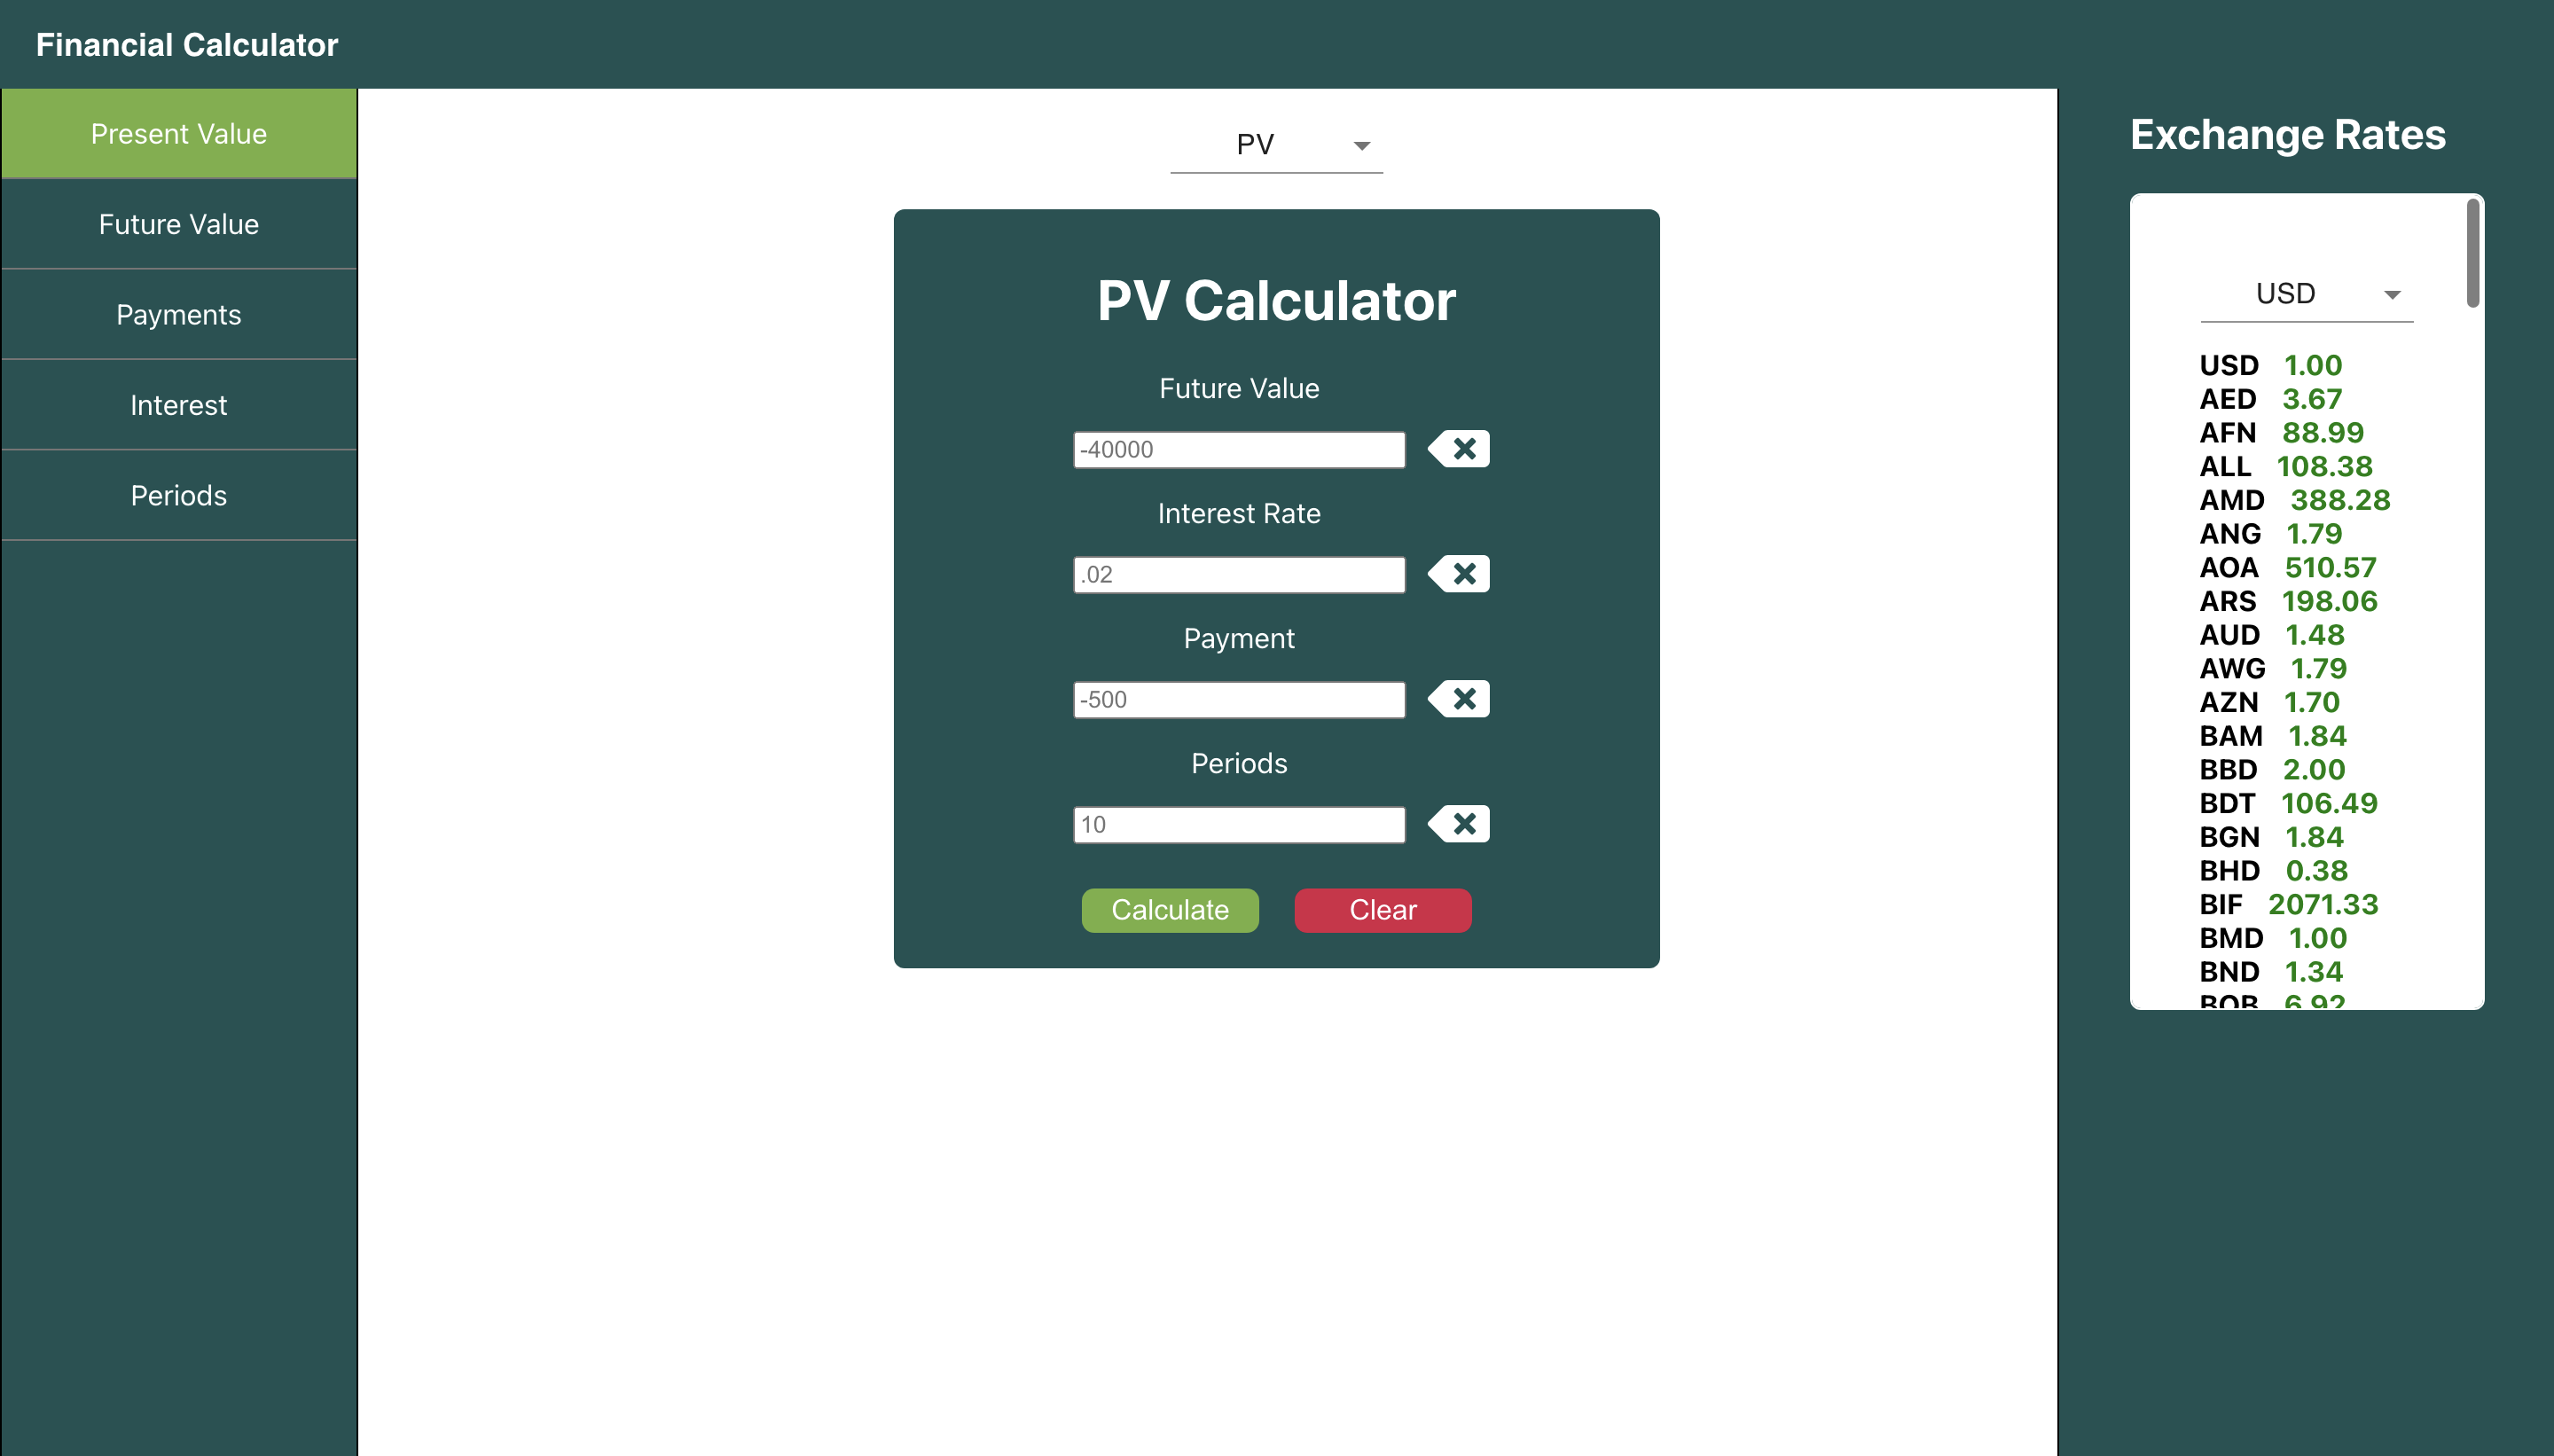 Financial Calculator
Present Value
Future Value
Payments
Interest
Periods
PV
PV Calculator
Future Value
-40000
Interest Rate
.02
Payment
-500
Periods
10
Calculate Clear
Exchange Rates
USD
USD 1.00
AED 3.67
AFN 88.99
ALL 108.38
AMD 388.28
ANG 1.79
AOA 510.57
ARS 198.06
AUD 1.48
AWG 1.79
AZN 1.70
BAM 1.84
BBD 2.00
BDT 106.49
BGN 1.84
BHD 0.38
BIF 2071.33
BMD 1.00
BND 1.34
BOB 6.92